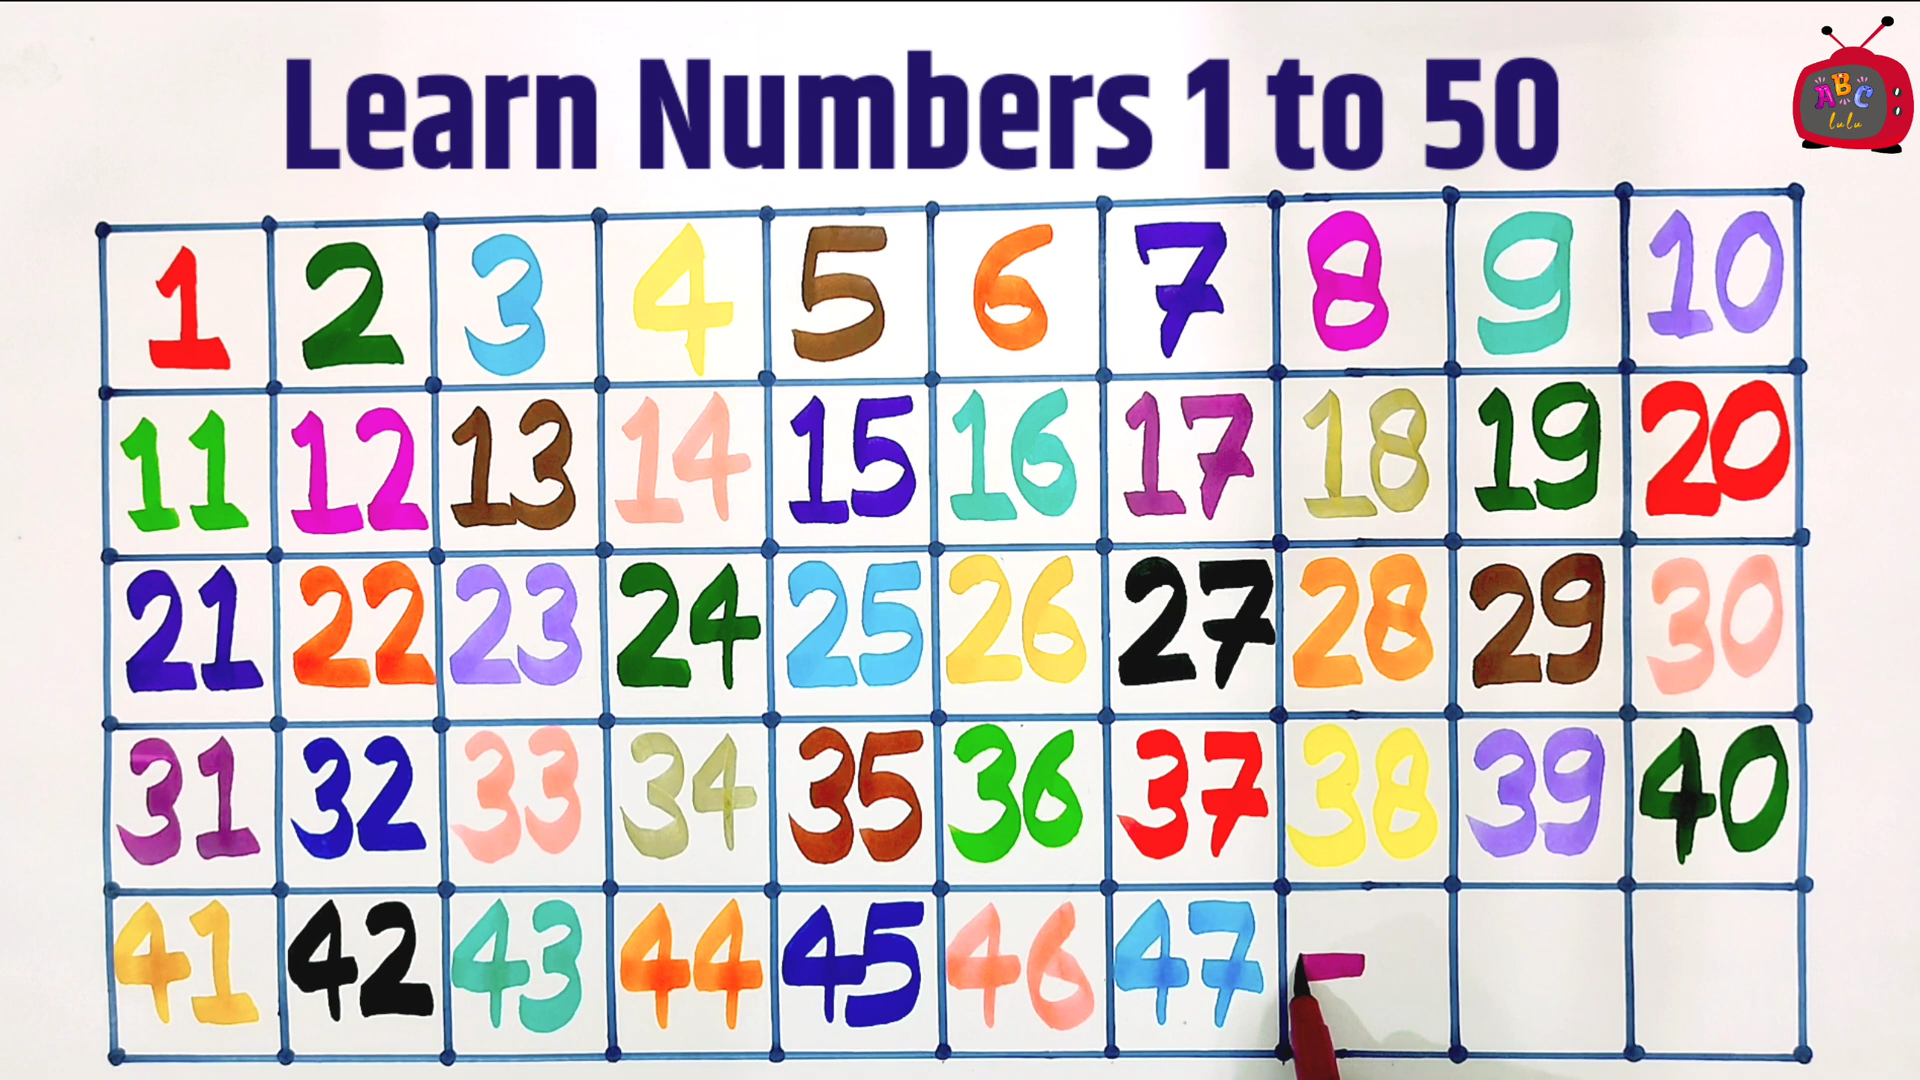 Learn Numbers 1 to 50
ABC
lulu
1 2 3 4 5 6 7 8 9 10
11 12 13 14 15 16 17 18 19 20
21 22 23 24 25 26 27 28 29 30
31 32 33 34 35 36 37 38 39 40
41 42 43 44 45 46 47